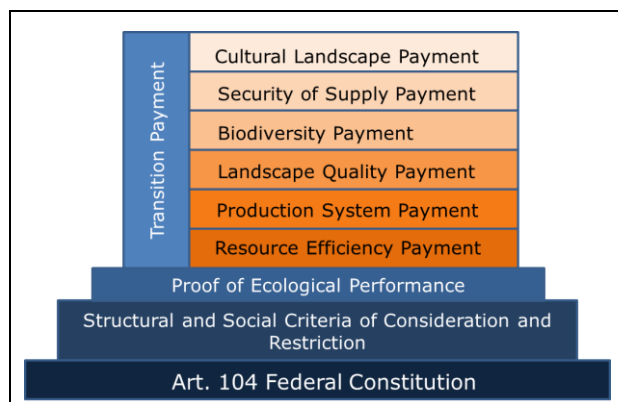 Transition Payment
Cultural Landscape Payment
Security of Supply Payment
Biodiversity Payment
Landscape Quality Payment
Production System Payment
Resource Efficiency Payment
Proof of Ecological Performance
Structural and Social Criteria of Consideration and
Restriction
Art. 104 Federal Constitution